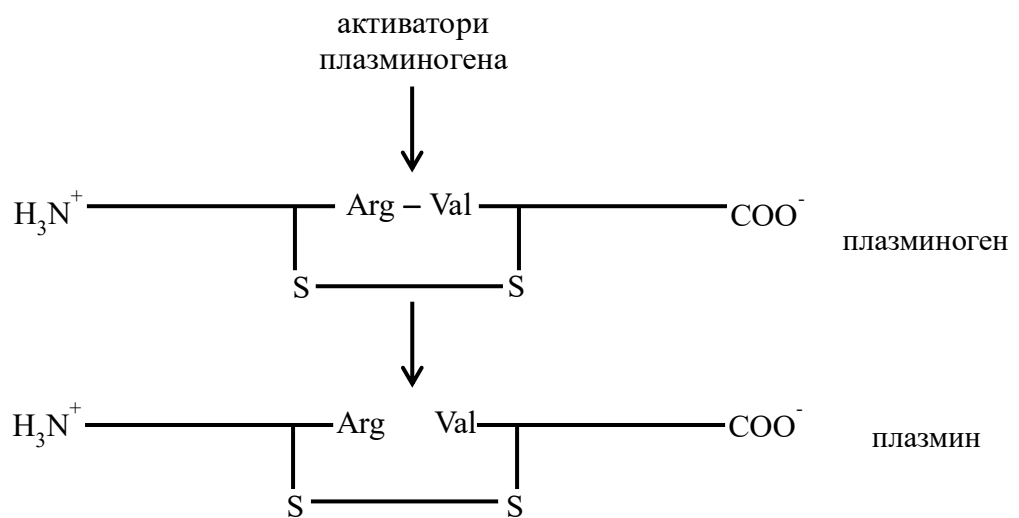 активатори
плазминогена
H₃N⁺ Arg – Val COO⁻
плазминоген
S S
H₃N⁺ Arg Val COO⁻
плазмин
S S